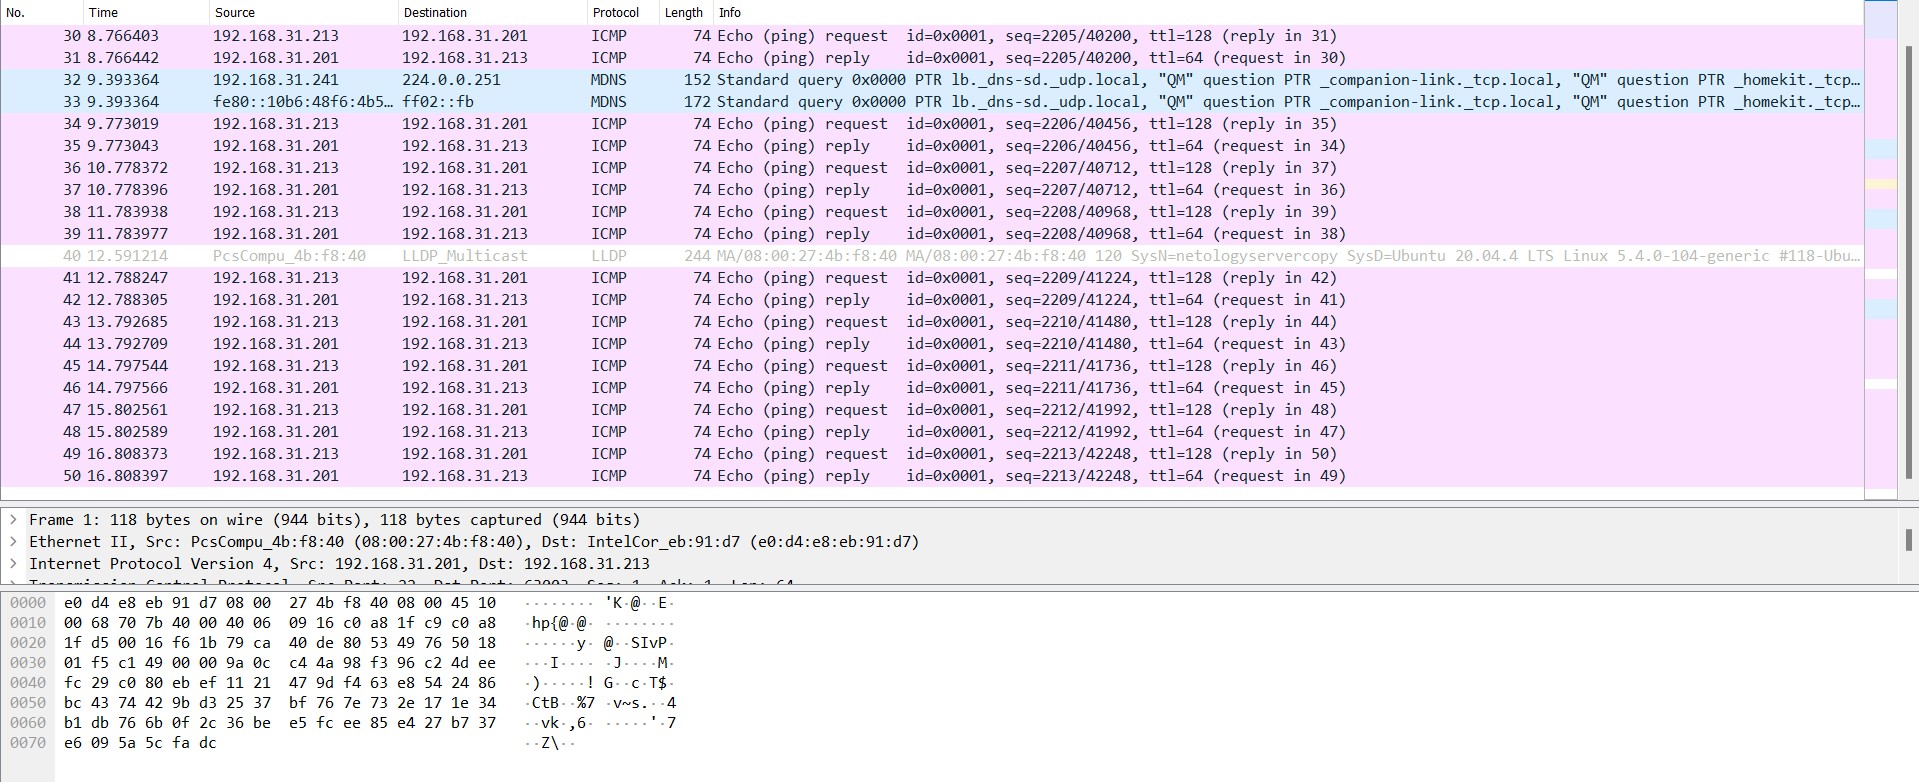 No. Time Source Destination Protocol Length Info
30 8.766403 192.168.31.213 192.168.31.201 ICMP 74 Echo (ping) request id=0x0001, seq=2205/40200, ttl=128 (reply in 31)
31 8.766442 192.168.31.201 192.168.31.213 ICMP 74 Echo (ping) reply id=0x0001, seq=2205/40200, ttl=64 (request in 30)
32 9.393364 192.168.31.241 224.0.0.251 MDNS 152 Standard query 0x0000 PTR lb._dns-sd._udp.local, "QM" question PTR _companion-link._tcp.local, "QM" question PTR _homekit._tcp…
33 9.393364 fe80::10b6:48f6:4b5… ff02::fb MDNS 172 Standard query 0x0000 PTR lb._dns-sd._udp.local, "QM" question PTR _companion-link._tcp.local, "QM" question PTR _homekit._tcp…
34 9.773019 192.168.31.213 192.168.31.201 ICMP 74 Echo (ping) request id=0x0001, seq=2206/40456, ttl=128 (reply in 35)
35 9.773043 192.168.31.201 192.168.31.213 ICMP 74 Echo (ping) reply id=0x0001, seq=2206/40456, ttl=64 (request in 34)
36 10.778372 192.168.31.213 192.168.31.201 ICMP 74 Echo (ping) request id=0x0001, seq=2207/40712, ttl=128 (reply in 37)
37 10.778396 192.168.31.201 192.168.31.213 ICMP 74 Echo (ping) reply id=0x0001, seq=2207/40712, ttl=64 (request in 36)
38 11.783938 192.168.31.213 192.168.31.201 ICMP 74 Echo (ping) request id=0x0001, seq=2208/40968, ttl=128 (reply in 39)
39 11.783977 192.168.31.201 192.168.31.213 ICMP 74 Echo (ping) reply id=0x0001, seq=2208/40968, ttl=64 (request in 38)
40 12.591214 PcsCompu_4b:f8:40 LLDP_Multicast LLDP 244 MA/08:00:27:4b:f8:40 MA/08:00:27:4b:f8:40 120 SysN=netologyservercopy SysD=Ubuntu 20.04.4 LTS Linux 5.4.0-104-generic #118-Ubu…
41 12.788247 192.168.31.213 192.168.31.201 ICMP 74 Echo (ping) request id=0x0001, seq=2209/41224, ttl=128 (reply in 42)
42 12.788305 192.168.31.201 192.168.31.213 ICMP 74 Echo (ping) reply id=0x0001, seq=2209/41224, ttl=64 (request in 41)
43 13.792685 192.168.31.213 192.168.31.201 ICMP 74 Echo (ping) request id=0x0001, seq=2210/41480, ttl=128 (reply in 44)
44 13.792709 192.168.31.201 192.168.31.213 ICMP 74 Echo (ping) reply id=0x0001, seq=2210/41480, ttl=64 (request in 43)
45 14.797544 192.168.31.213 192.168.31.201 ICMP 74 Echo (ping) request id=0x0001, seq=2211/41736, ttl=128 (reply in 46)
46 14.797566 192.168.31.201 192.168.31.213 ICMP 74 Echo (ping) reply id=0x0001, seq=2211/41736, ttl=64 (request in 45)
47 15.802561 192.168.31.213 192.168.31.201 ICMP 74 Echo (ping) request id=0x0001, seq=2212/41992, ttl=128 (reply in 48)
48 15.802589 192.168.31.201 192.168.31.213 ICMP 74 Echo (ping) reply id=0x0001, seq=2212/41992, ttl=64 (request in 47)
49 16.808373 192.168.31.213 192.168.31.201 ICMP 74 Echo (ping) request id=0x0001, seq=2213/42248, ttl=128 (reply in 50)
50 16.808397 192.168.31.201 192.168.31.213 ICMP 74 Echo (ping) reply id=0x0001, seq=2213/42248, ttl=64 (request in 49)
Frame 1: 118 bytes on wire (944 bits), 118 bytes captured (944 bits)
Ethernet II, Src: PcsCompu_4b:f8:40 (08:00:27:4b:f8:40), Dst: IntelCor_eb:91:d7 (e0:d4:e8:eb:91:d7)
Internet Protocol Version 4, Src: 192.168.31.201, Dst: 192.168.31.213
0000 e0 d4 e8 eb 91 d7 08 00 27 4b f8 40 08 00 45 10 ········ 'K·@··E·
0010 00 68 70 7b 40 00 40 06 09 16 c0 a8 1f c9 c0 a8 ·hp{@·@· ········
0020 1f d5 00 16 f6 1b 79 ca 40 de 80 53 49 76 50 18 ······y· @··SIvP·
0030 01 f5 c1 49 00 00 9a 0c c4 4a 98 f3 96 c2 4d ee ···I···· ·J····M·
0040 fc 29 c0 80 eb ef 11 21 47 9d f4 63 e8 54 24 86 ·)·····! G··c·T$·
0050 bc 43 74 42 9b d3 25 37 bf 76 7e 73 2e 17 1e 34 ·CtB··%7 ·v~s.··4
0060 b1 db 76 6b 0f 2c 36 be e5 fc ee 85 e4 27 b7 37 ··vk·,6· ·····'·7
0070 e6 09 5a 5c fa dc ··Z\··